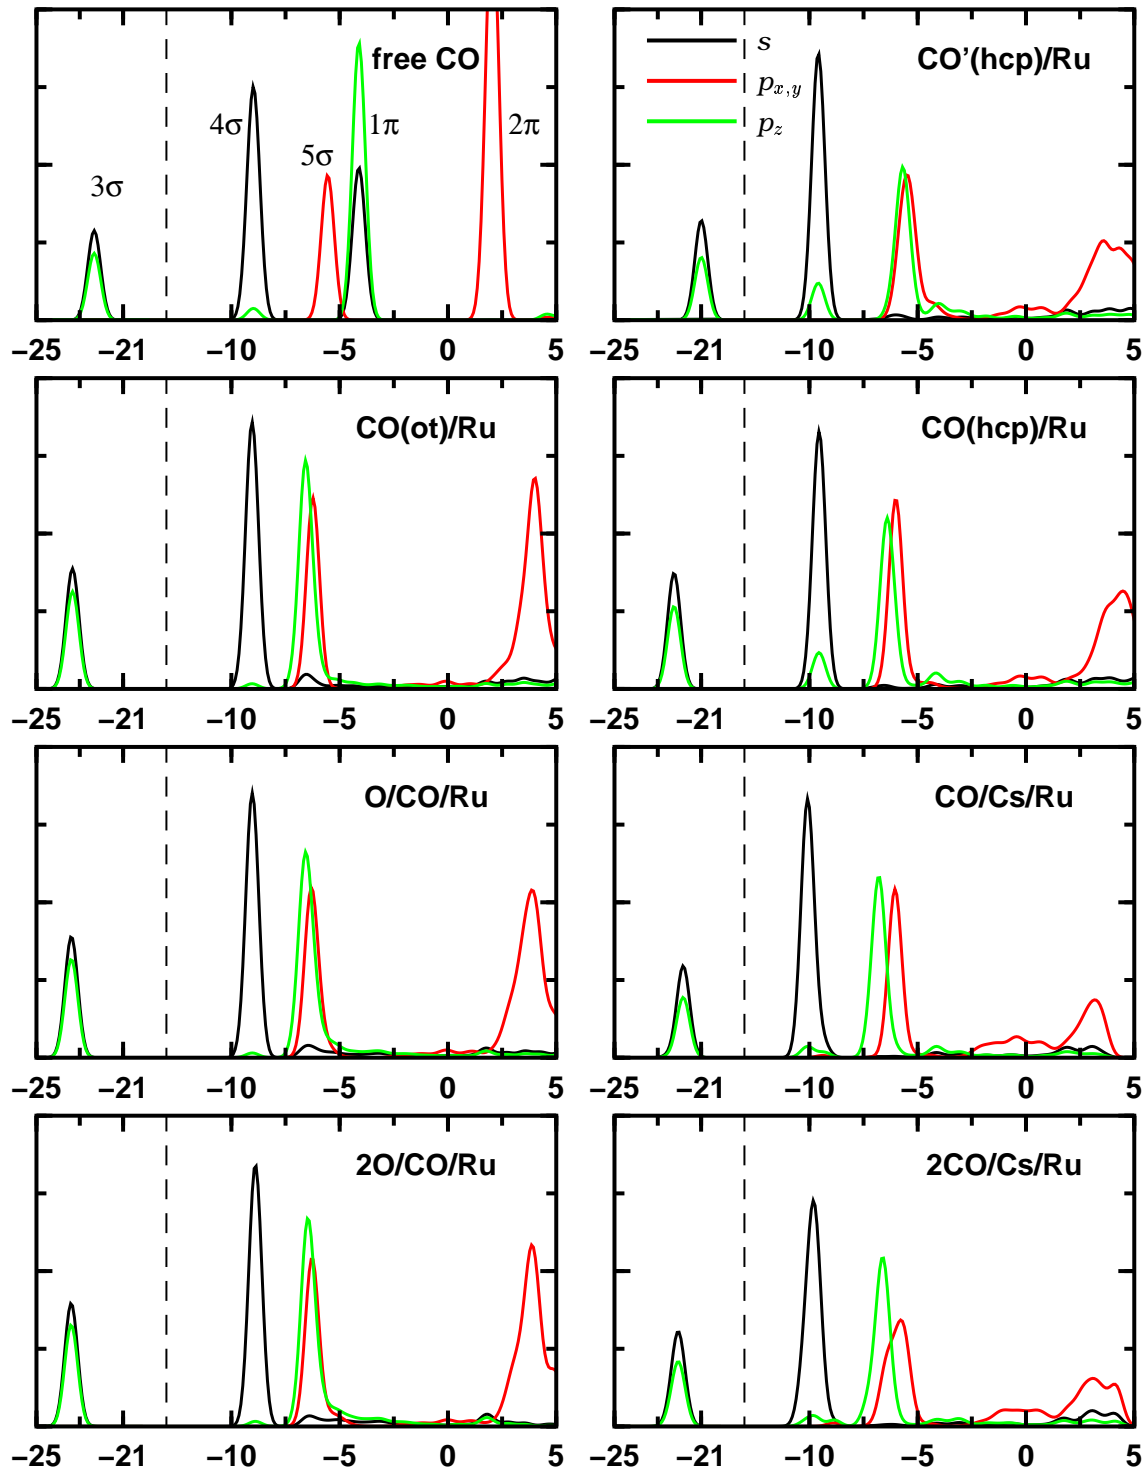 free CO
3σ
4σ
5σ
1π
2π
−25 −21 −10 −5 0 5
s
p_{x,y}
p_z
CO’(hcp)/Ru
−25 −21 −10 −5 0 5
CO(ot)/Ru
−25 −21 −10 −5 0 5
CO(hcp)/Ru
−25 −21 −10 −5 0 5
O/CO/Ru
−25 −21 −10 −5 0 5
CO/Cs/Ru
−25 −21 −10 −5 0 5
2O/CO/Ru
−25 −21 −10 −5 0 5
2CO/Cs/Ru
−25 −21 −10 −5 0 5